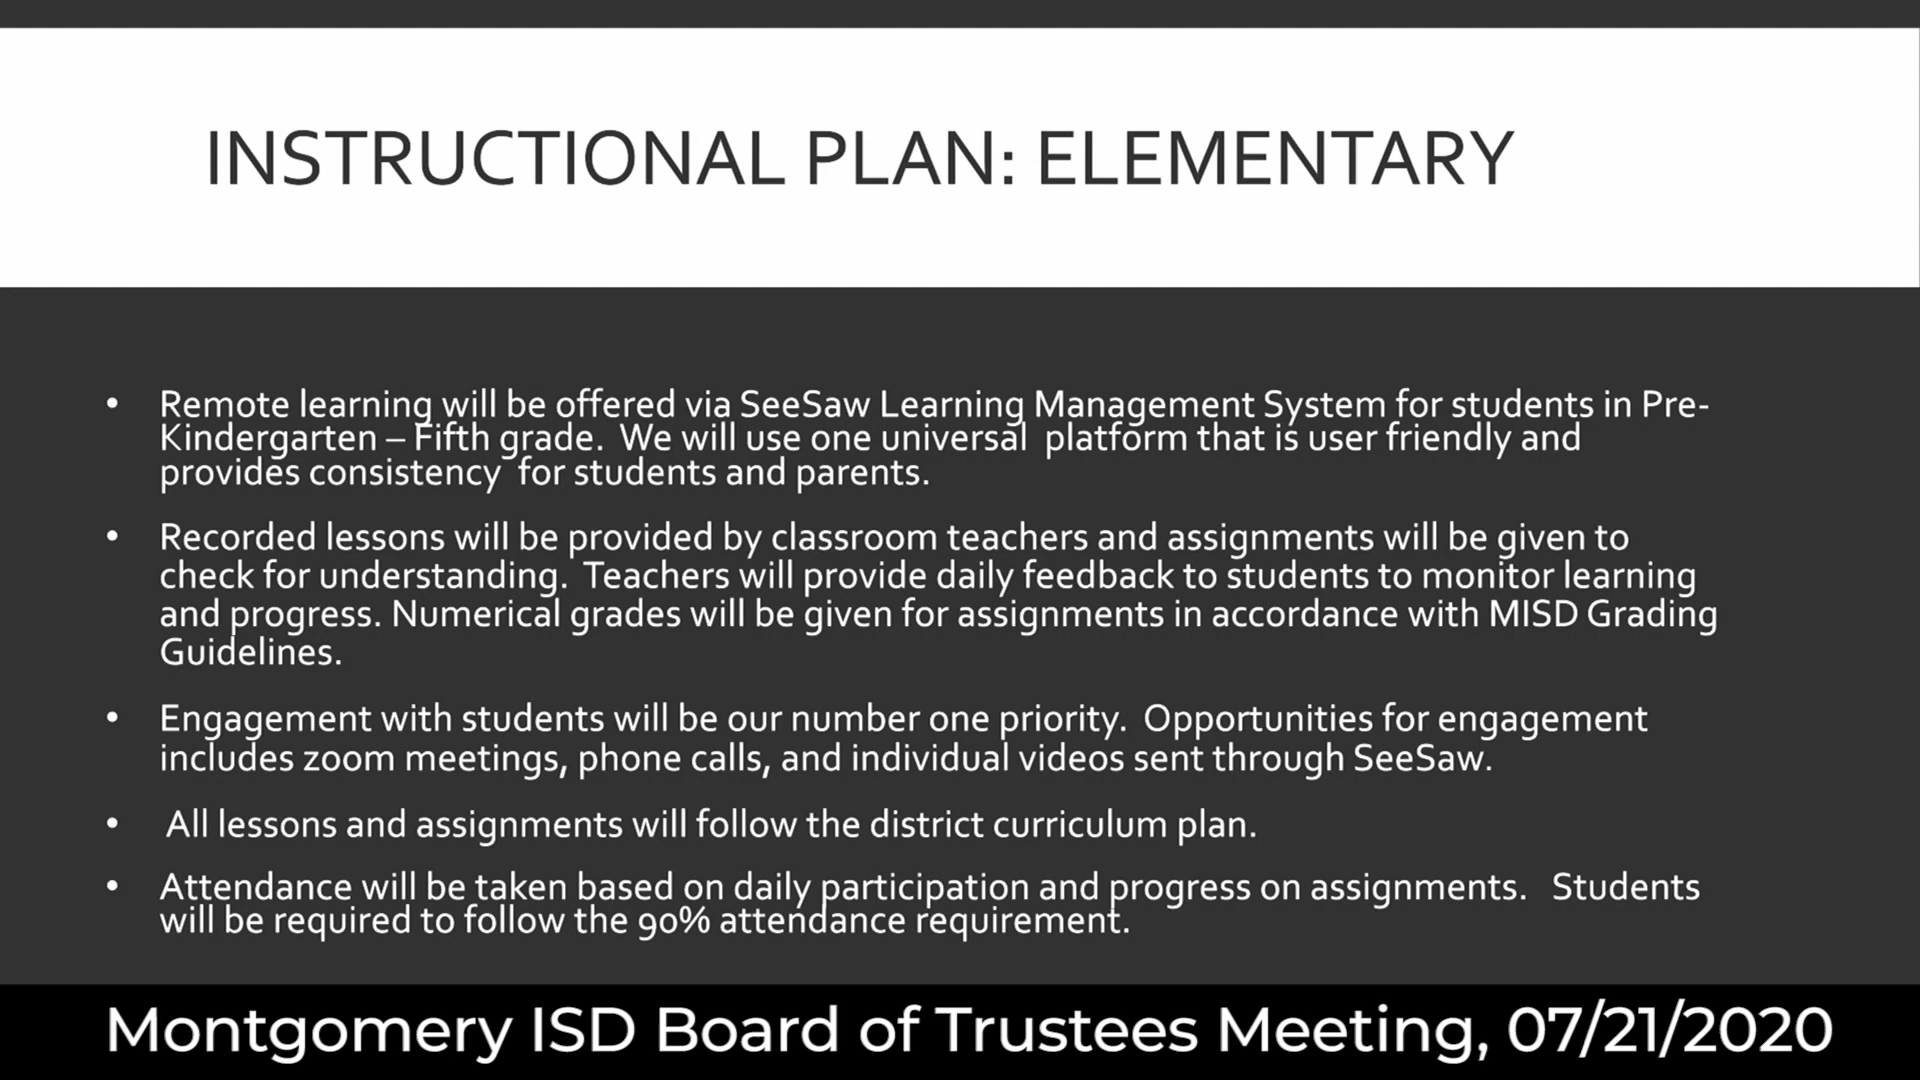 INSTRUCTIONAL PLAN: ELEMENTARY
• Remote learning will be offered via SeeSaw Learning Management System for students in Pre-
Kindergarten – Fifth grade.  We will use one universal  platform that is user friendly and
provides consistency  for students and parents.
• Recorded lessons will be provided by classroom teachers and assignments will be given to
check for understanding.  Teachers will provide daily feedback to students to monitor learning
and progress. Numerical grades will be given for assignments in accordance with MISD Grading
Guidelines.
• Engagement with students will be our number one priority.  Opportunities for engagement
includes zoom meetings, phone calls, and individual videos sent through SeeSaw.
• All lessons and assignments will follow the district curriculum plan.
• Attendance will be taken based on daily participation and progress on assignments.   Students
will be required to follow the 90% attendance requirement.
Montgomery ISD Board of Trustees Meeting, 07/21/2020